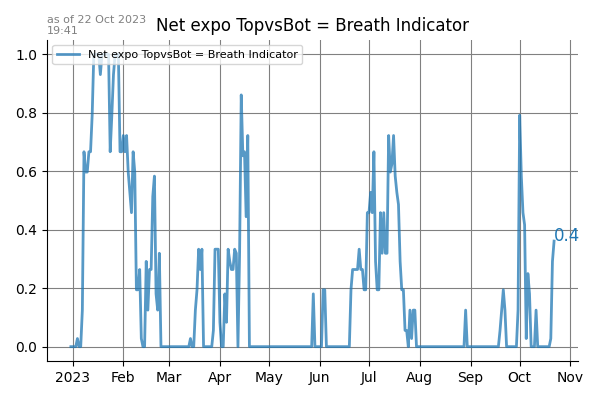 as of 22 Oct 2023
19:41
Net expo TopvsBot = Breath Indicator
Net expo TopvsBot = Breath Indicator
1.0
0.8
0.6
0.4
0.2
0.0
0.4
2023 Feb Mar Apr May Jun Jul Aug Sep Oct Nov